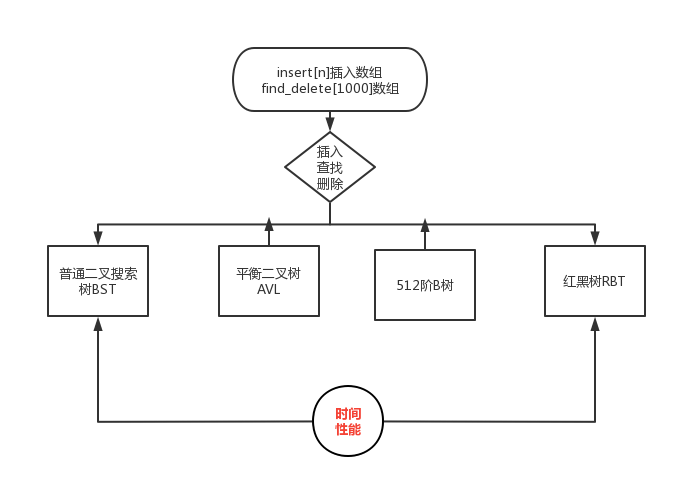 insert[n]插入数组
find_delete[1000]数组
插入
查找
删除
普通二叉搜索
树BST
平衡二叉树
AVL
512阶B树
红黑树RBT
时间
性能